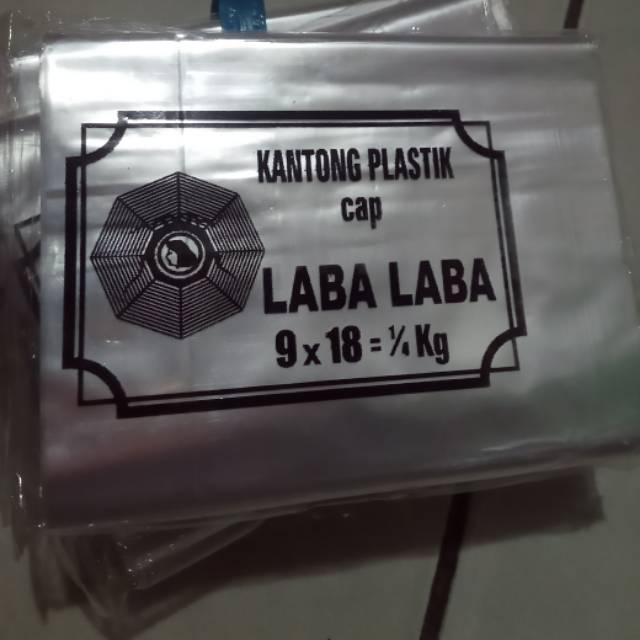 KANTONG PLASTIK
cap
LABA LABA
9 x 18 = ¼ Kg